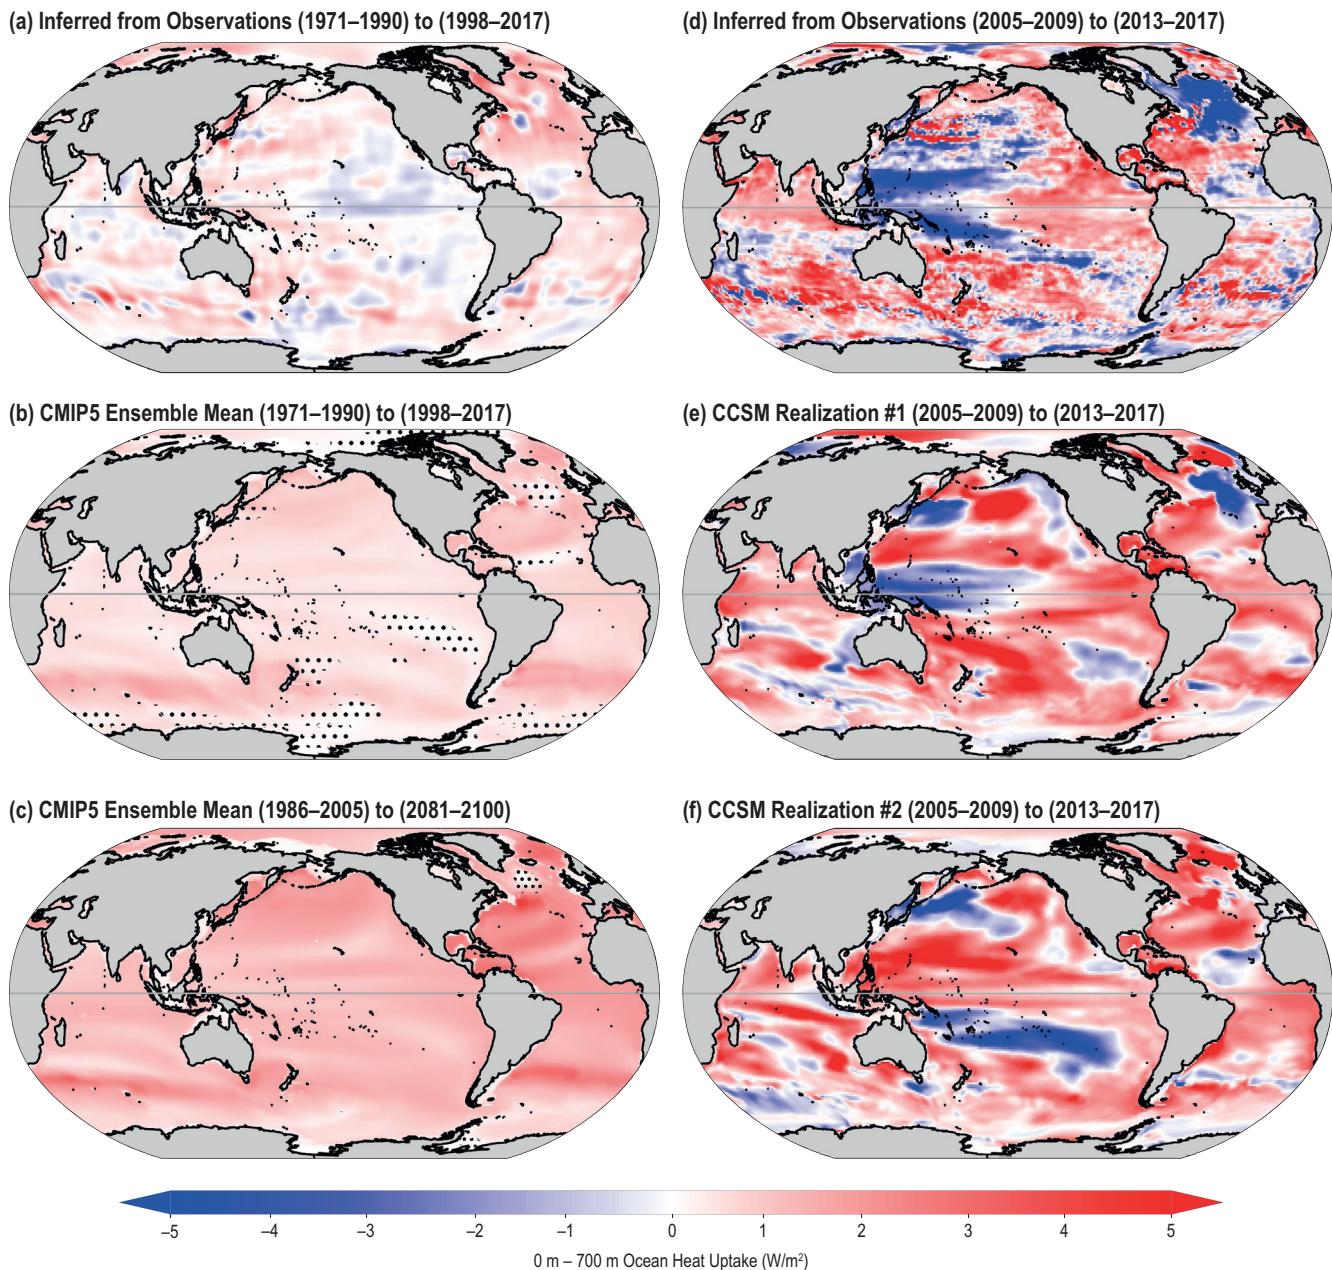 (a) Inferred from Observations (1971–1990) to (1998–2017)
(d) Inferred from Observations (2005–2009) to (2013–2017)
(b) CMIP5 Ensemble Mean (1971–1990) to (1998–2017)
(e) CCSM Realization #1 (2005–2009) to (2013–2017)
(c) CMIP5 Ensemble Mean (1986–2005) to (2081–2100)
(f) CCSM Realization #2 (2005–2009) to (2013–2017)
–5 –4 –3 –2 –1 0 1 2 3 4 5
0 m – 700 m Ocean Heat Uptake (W/m²)